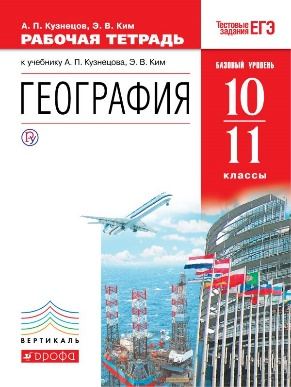 А. П. Кузнецов, Э. В. Ким
РАБОЧАЯ ТЕТРАДЬ
к учебнику А. П. Кузнецова, Э. В. Ким
Тестовые
задания ЕГЭ
ГЕОГРАФИЯ
БАЗОВЫЙ УРОВЕНЬ
10
11
КЛАССЫ
ВЕРТИКАЛЬ
ДРОФА